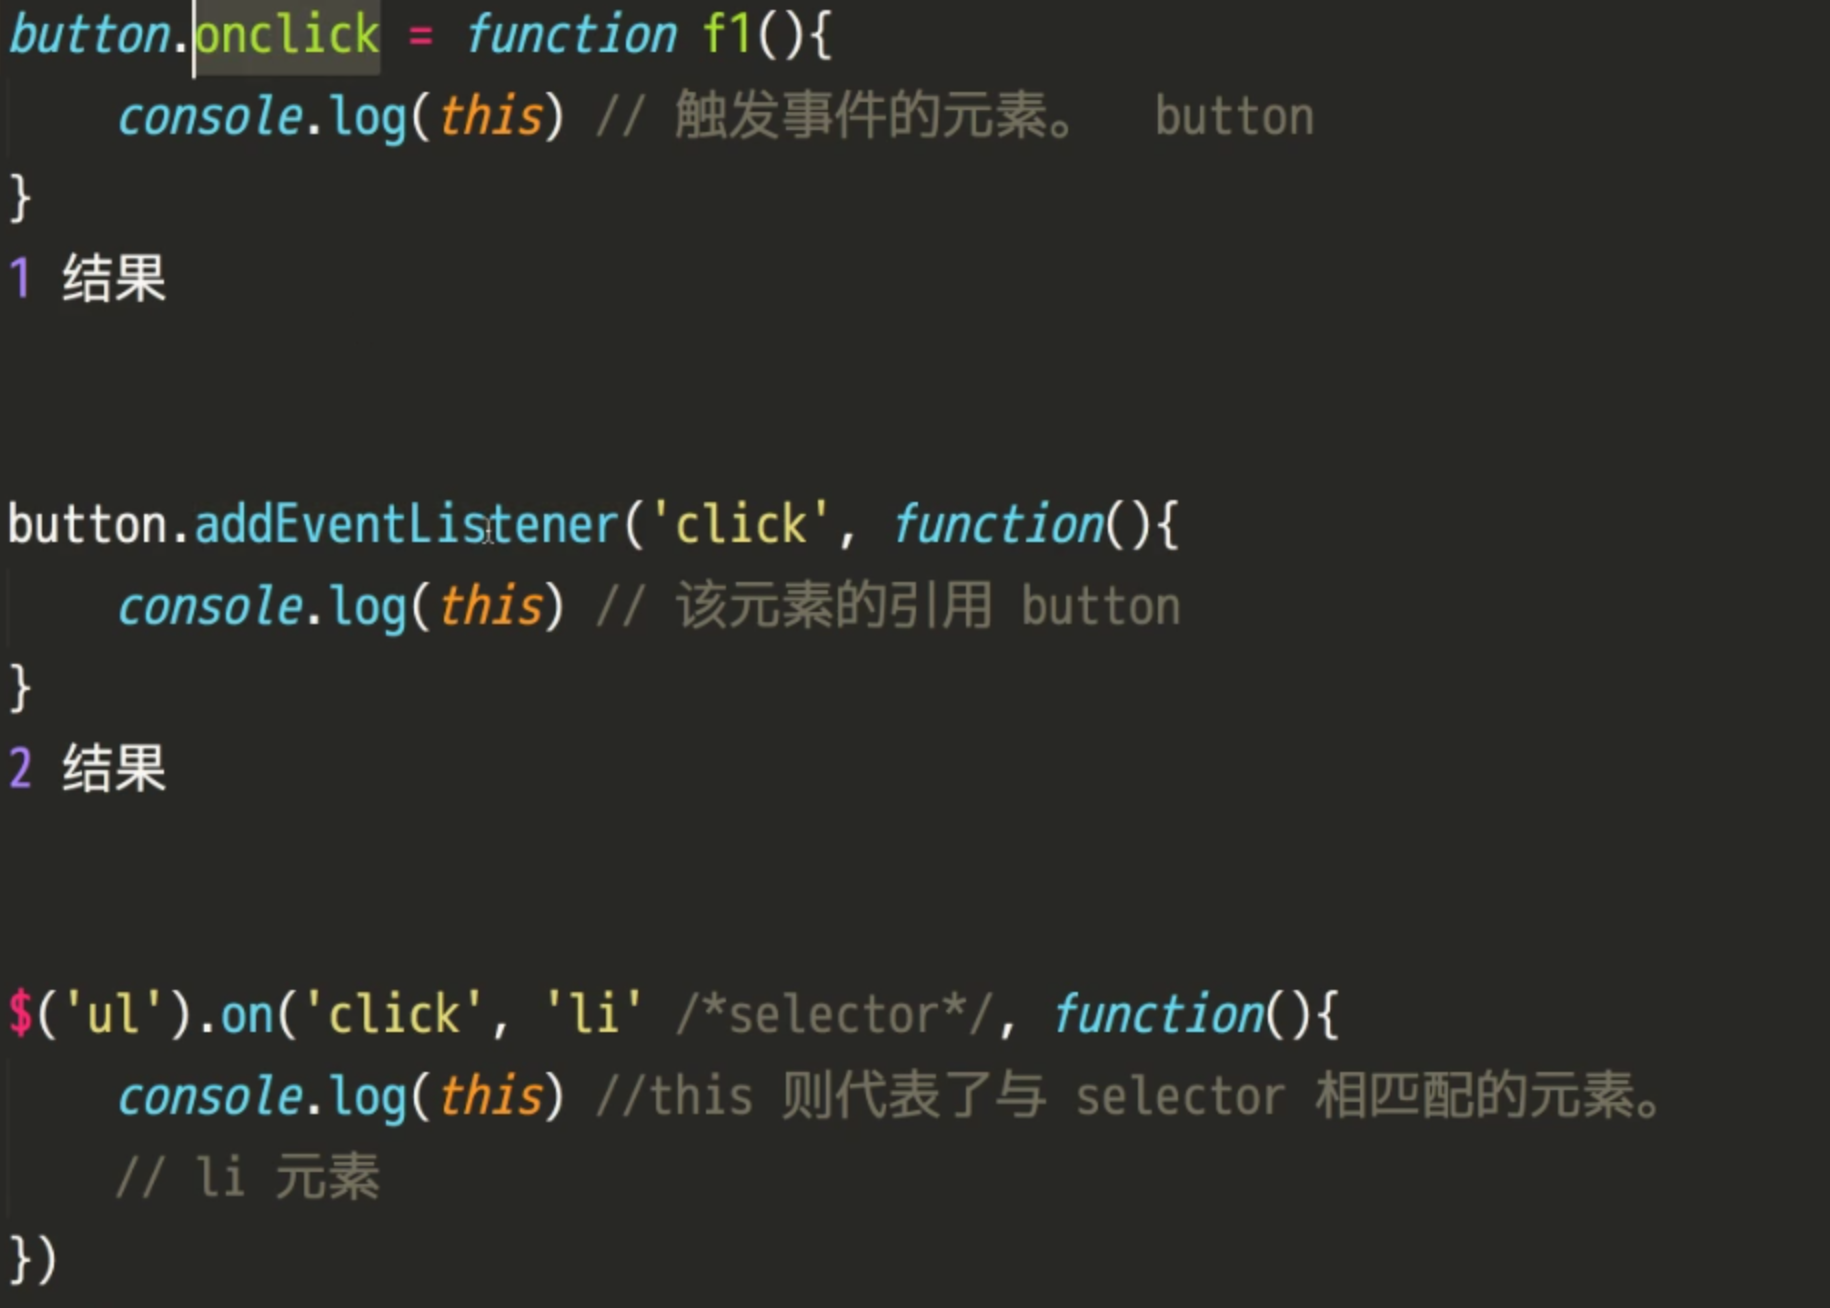 button.onclick = function f1(){
    console.log(this) // 触发事件的元素。  button
}
1 结果
button.addEventListener('click', function(){
    console.log(this) // 该元素的引用 button
}
2 结果
$('ul').on('click', 'li' /*selector*/, function(){
    console.log(this) //this 则代表了与 selector 相匹配的元素。
    // li 元素
})